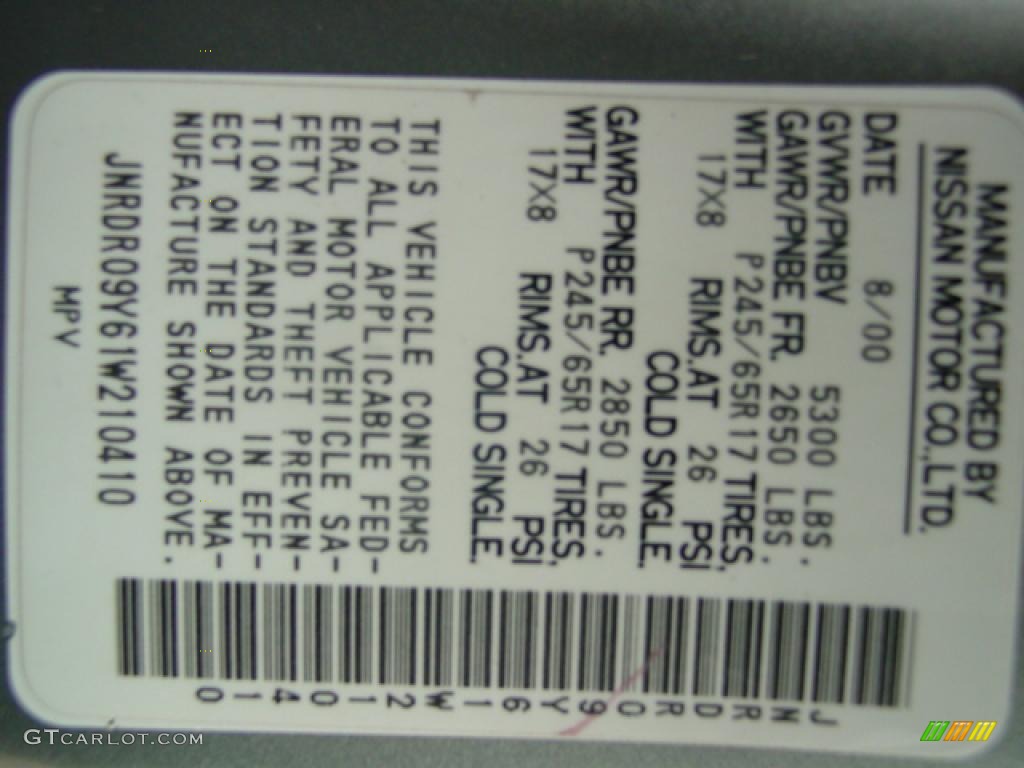 MANUFACTURED BY
NISSAN MOTOR CO.,LTD.
DATE 8/00
GVWR/PNBV 5300 LBS.
GAWR/PNBE FR. 2650 LBS.
WITH P245/65R17 TIRES,
17X8 RIMS.AT 26 PSI
COLD SINGLE.
GAWR/PNBE RR. 2850 LBS.
WITH P245/65R17 TIRES,
17X8 RIMS.AT 26 PSI
COLD SINGLE.
THIS VEHICLE CONFORMS
TO ALL APPLICABLE FED-
ERAL MOTOR VEHICLE SA-
FETY AND THEFT PREVEN-
TION STANDARDS IN EFF-
ECT ON THE DATE OF MA-
NUFACTURE SHOWN ABOVE.
JNRDR09Y61W210410
MPV
JNRDR09Y61W210410
GTCARLOT.COM